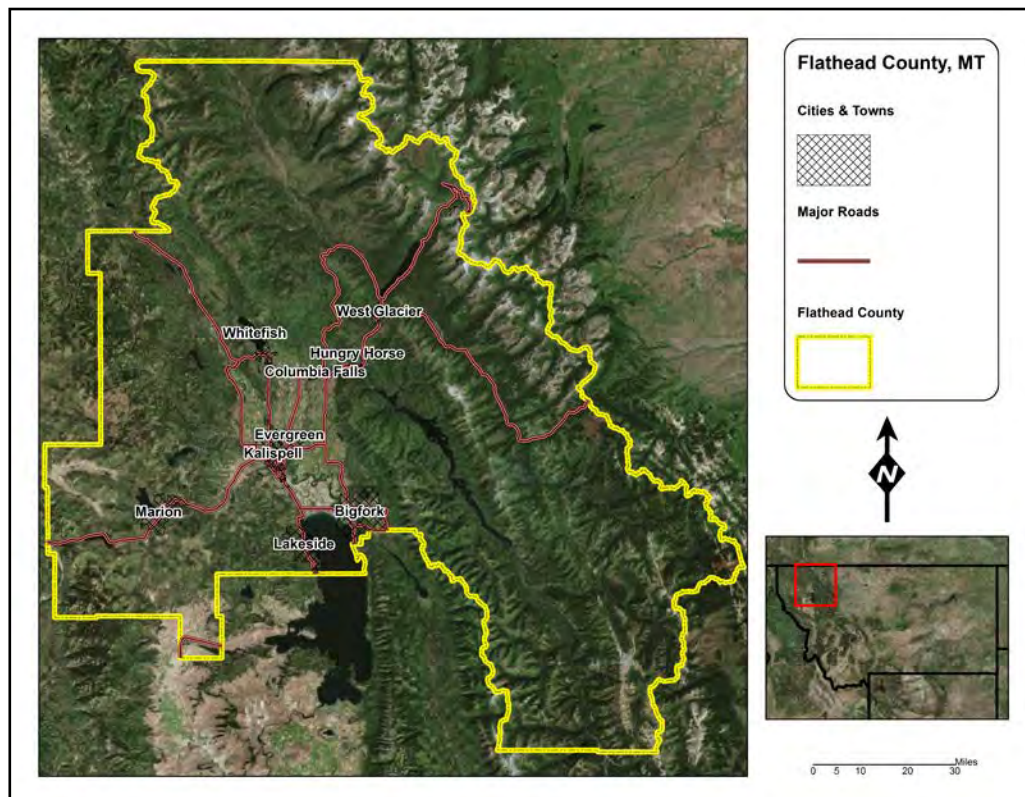 Flathead County, MT
Cities & Towns
Major Roads
Flathead County
West Glacier
Whitefish
Hungry Horse
Columbia Falls
Evergreen
Kalispell
Marion
Bigfork
Lakeside
N
Miles
0 5 10 20 30